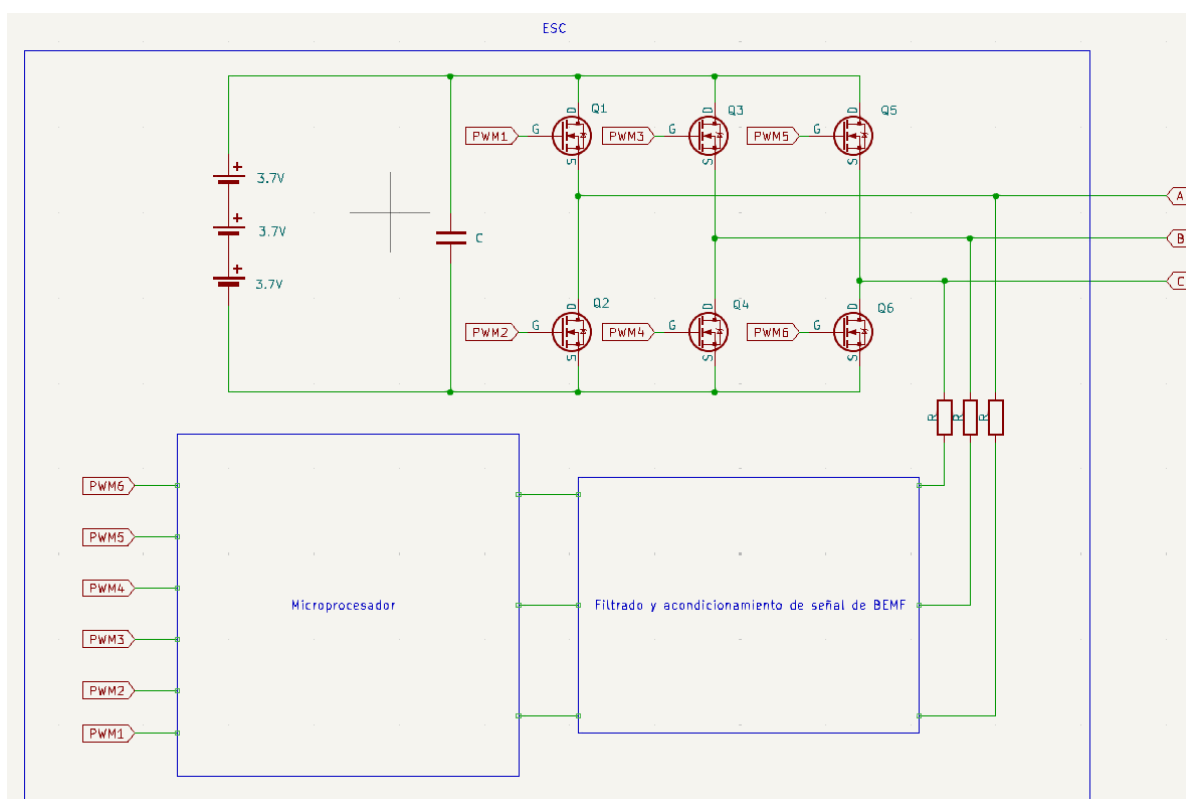 ESC
D Q1
PWM1 G
S
D Q3
PWM3 G
S
D Q5
PWM5 G
S
3.7V
3.7V
3.7V
C
A
B
C
D Q2
PWM2 G
S
D Q4
PWM4 G
S
D Q6
PWM6 G
S
R R R
PWM6
PWM5
PWM4
PWM3
PWM2
PWM1
Microprocesador
Filtrado y acondicionamiento de señal de BEMF